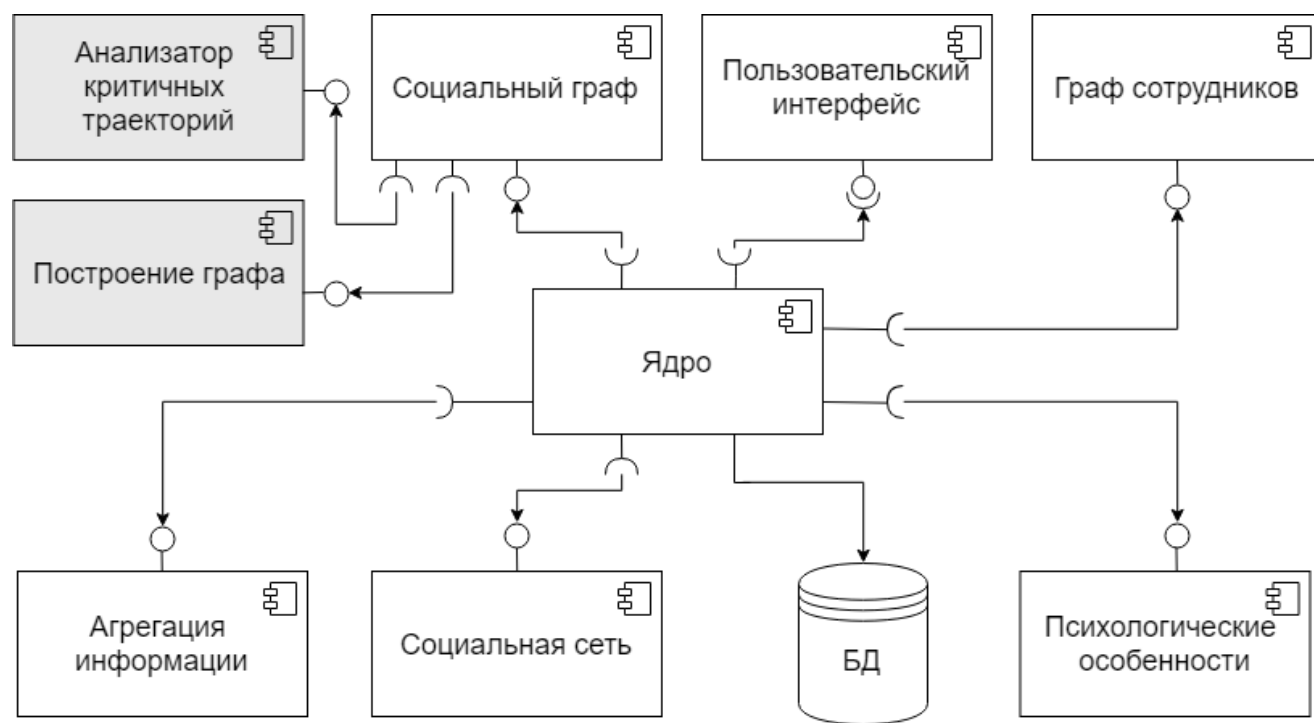 Анализатор
критичных
траекторий
Социальный граф
Пользовательский
интерфейс
Граф сотрудников
Построение графа
Ядро
Агрегация
информации
Социальная сеть
БД
Психологические
особенности